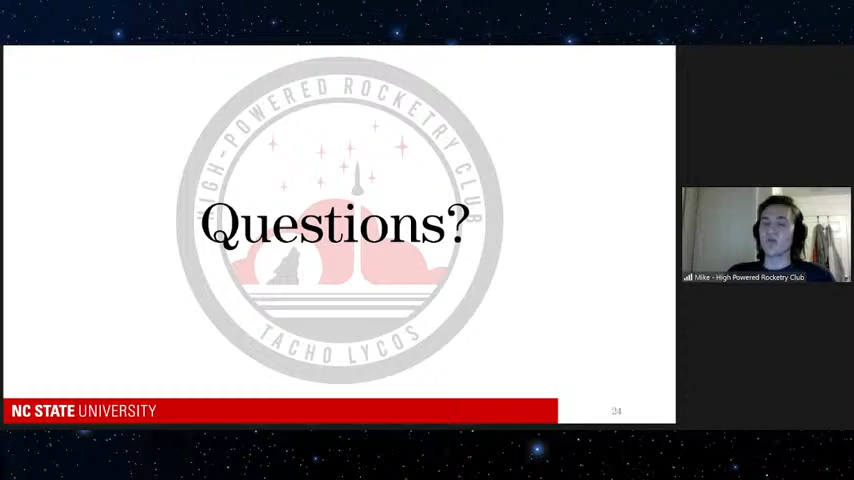 HIGH-POWERED ROCKETRY CLUB
Questions?
TACHO LYCOS
NC STATE UNIVERSITY
24
Mike - High Powered Rocketry Club